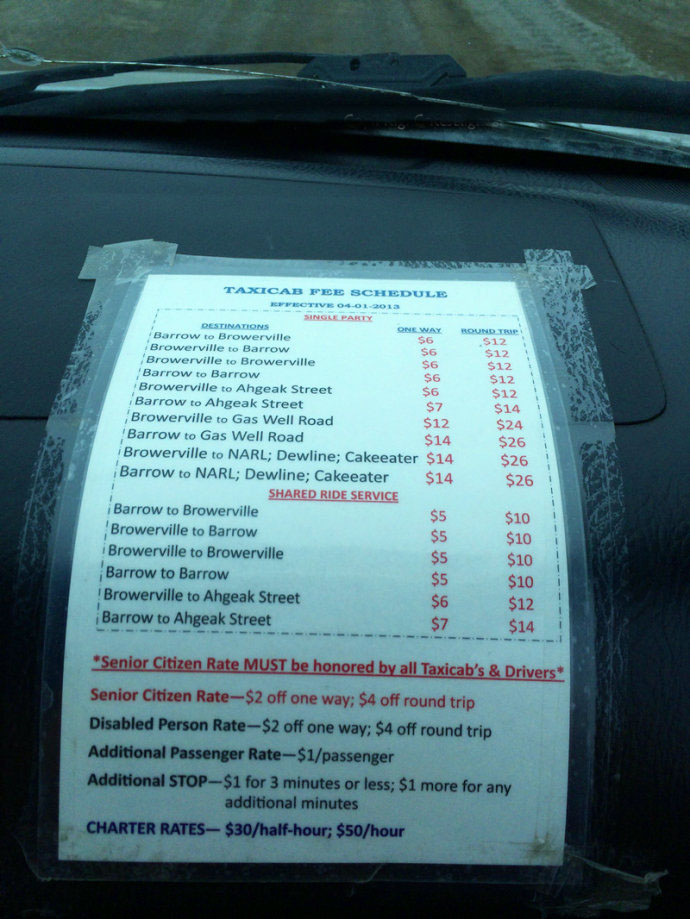 TAXICAB FEE SCHEDULE
EFFECTIVE 04-01-2013
SINGLE PARTY
DESTINATIONS ONE WAY ROUND TRIP
Barrow to Browerville $6 $12
Browerville to Barrow $6 $12
Browerville to Browerville $6 $12
Barrow to Barrow $6 $12
Browerville to Ahgeak Street $6 $12
Barrow to Ahgeak Street $7 $14
Browerville to Gas Well Road $12 $24
Barrow to Gas Well Road $14 $26
Browerville to NARL; Dewline; Cakeeater $14 $26
Barrow to NARL; Dewline; Cakeeater $14 $26
SHARED RIDE SERVICE
Barrow to Browerville $5 $10
Browerville to Barrow $5 $10
Browerville to Browerville $5 $10
Barrow to Barrow $5 $10
Browerville to Ahgeak Street $6 $12
Barrow to Ahgeak Street $7 $14
*Senior Citizen Rate MUST be honored by all Taxicab's & Drivers*
Senior Citizen Rate—$2 off one way; $4 off round trip
Disabled Person Rate—$2 off one way; $4 off round trip
Additional Passenger Rate—$1/passenger
Additional STOP—$1 for 3 minutes or less; $1 more for any
additional minutes
CHARTER RATES— $30/half-hour; $50/hour